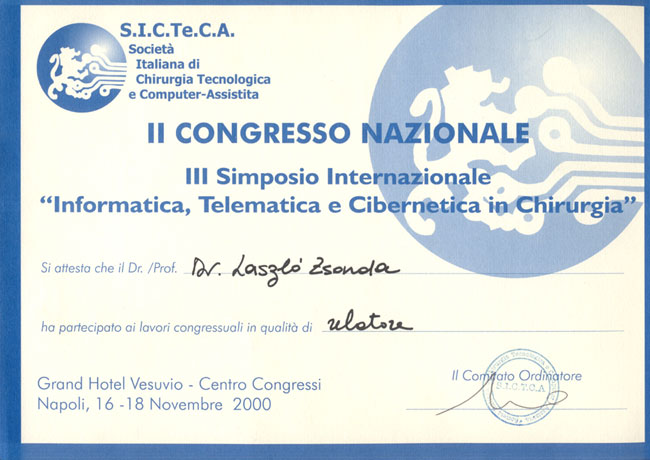 S.I.C.Te.C.A.
Società
Italiana di
Chirurgia Tecnologica
e Computer-Assistita
II CONGRESSO NAZIONALE
III Simposio Internazionale
“Informatica, Telematica e Cibernetica in Chirurgia”
Si attesta che il Dr. /Prof. Dr. László Zsonda
ha partecipato ai lavori congressuali in qualità di relatore
Il Comitato Ordinatore
S.I.C.T.C.A
Grand Hotel Vesuvio - Centro Congressi
Napoli, 16 -18 Novembre 2000